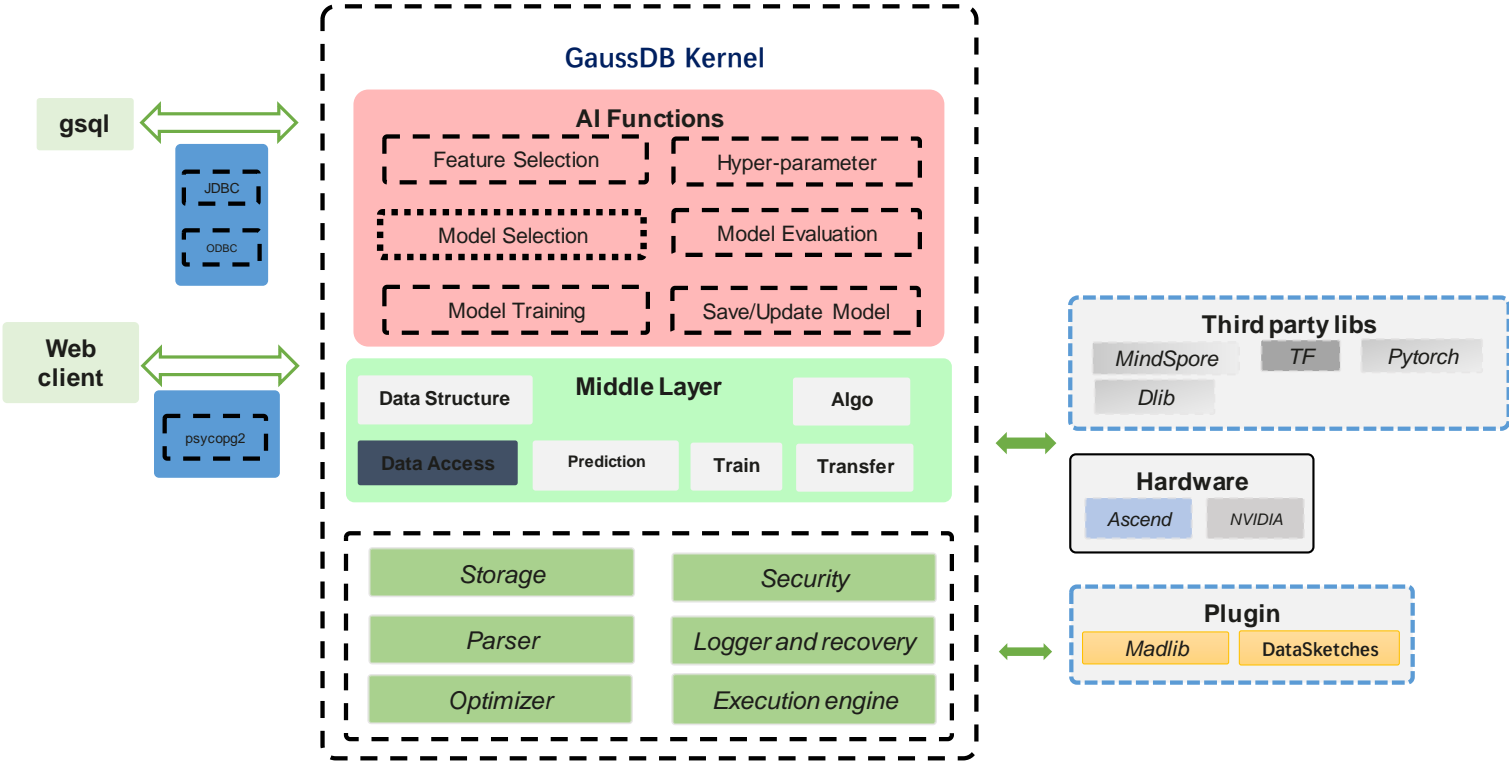 GaussDB Kernel
gsql
JDBC
ODBC
Web
client
psycopg2
AI Functions
Feature Selection
Hyper-parameter
Model Selection
Model Evaluation
Model Training
Save/Update Model
Middle Layer
Data Structure
Algo
Data Access
Prediction
Train
Transfer
Storage
Security
Parser
Logger and recovery
Optimizer
Execution engine
Third party libs
MindSpore
TF
Pytorch
Dlib
Hardware
Ascend
NVIDIA
Plugin
Madlib
DataSketches